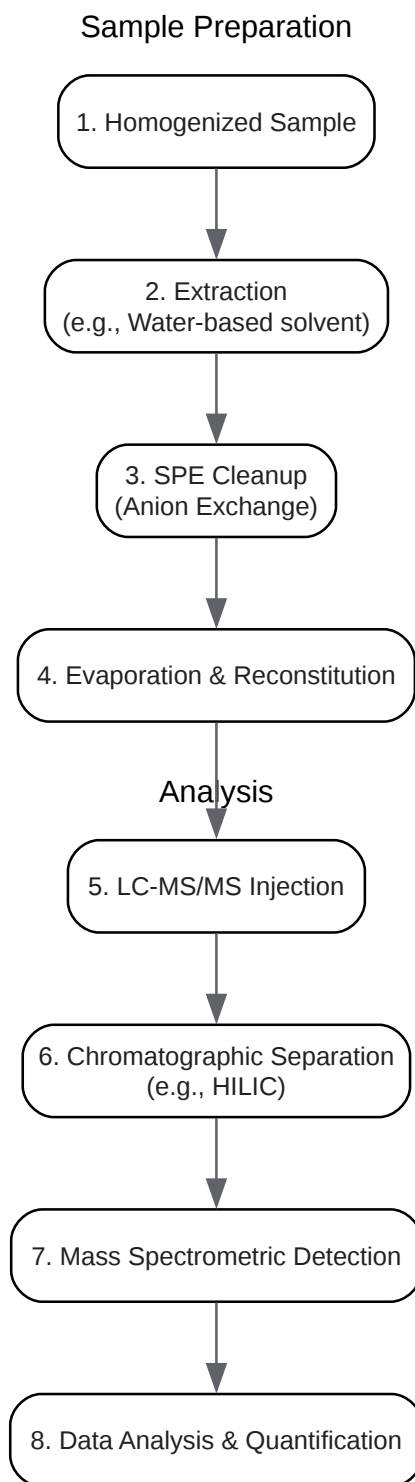 Sample Preparation
1. Homogenized Sample
2. Extraction
(e.g., Water-based solvent)
3. SPE Cleanup
(Anion Exchange)
4. Evaporation & Reconstitution
Analysis
5. LC-MS/MS Injection
6. Chromatographic Separation
(e.g., HILIC)
7. Mass Spectrometric Detection
8. Data Analysis & Quantification